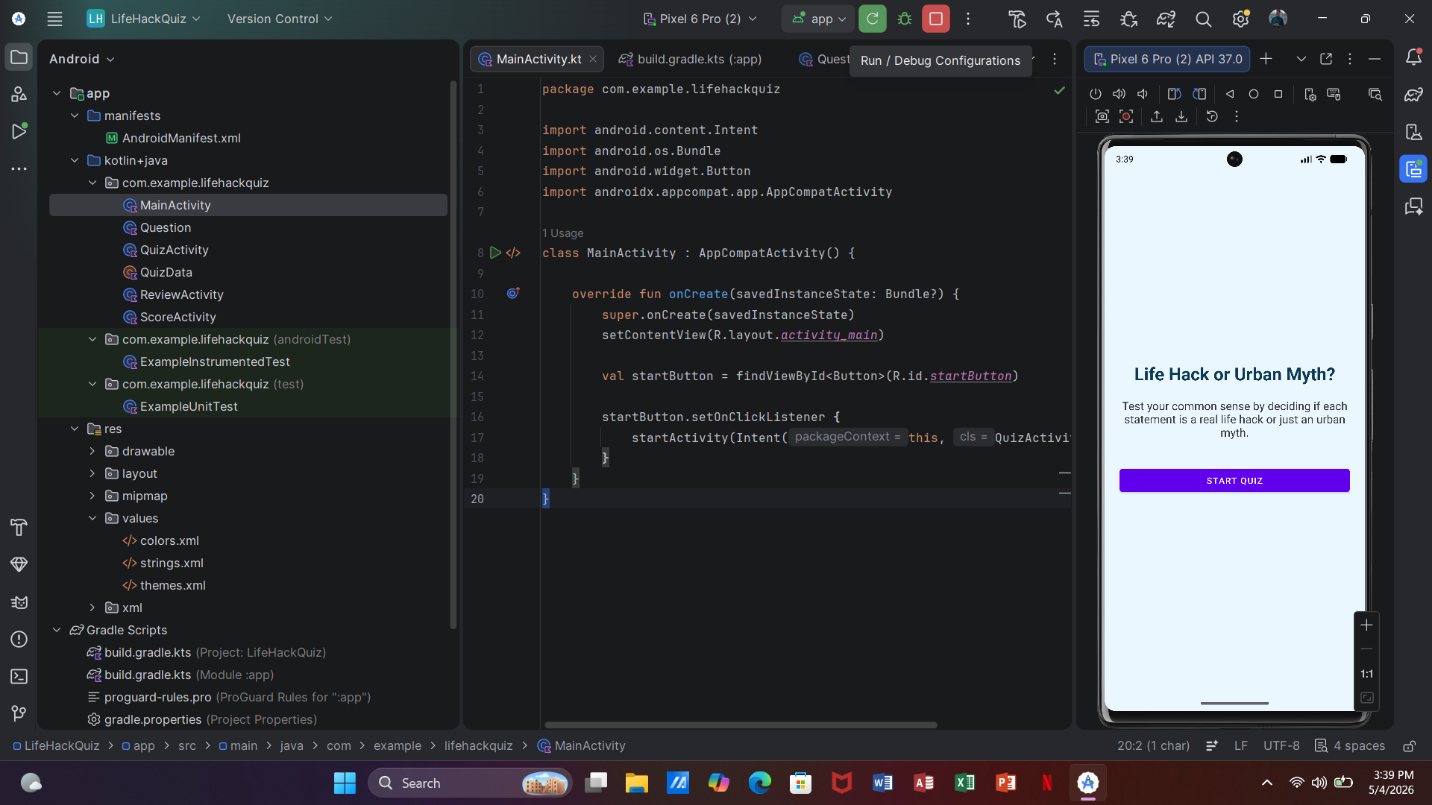 LH LifeHackQuiz Version Control Pixel 6 Pro (2) app
Android
app
manifests
AndroidManifest.xml
kotlin+java
com.example.lifehackquiz
MainActivity
Question
QuizActivity
QuizData
ReviewActivity
ScoreActivity
com.example.lifehackquiz (androidTest)
ExampleInstrumentedTest
com.example.lifehackquiz (test)
ExampleUnitTest
res
drawable
layout
mipmap
values
colors.xml
strings.xml
themes.xml
xml
Gradle Scripts
build.gradle.kts (Project: LifeHackQuiz)
build.gradle.kts (Module :app)
proguard-rules.pro (ProGuard Rules for ":app")
gradle.properties (Project Properties)
MainActivity.kt build.gradle.kts (:app) Quest
Run / Debug Configurations
1 package com.example.lifehackquiz
2
3 import android.content.Intent
4 import android.os.Bundle
5 import android.widget.Button
6 import androidx.appcompat.app.AppCompatActivity
7
1 Usage
8 class MainActivity : AppCompatActivity() {
9
10 override fun onCreate(savedInstanceState: Bundle?) {
11 super.onCreate(savedInstanceState)
12 setContentView(R.layout.activity_main)
13
14 val startButton = findViewById<Button>(R.id.startButton)
15
16 startButton.setOnClickListener {
17 startActivity(Intent( packageContext = this, cls = QuizActivit
18 }
19 }
20 }
Pixel 6 Pro (2) API 37.0
3:39
Life Hack or Urban Myth?
Test your common sense by deciding if each
statement is a real life hack or just an urban
myth.
START QUIZ
1:1
LifeHackQuiz > app > src > main > java > com > example > lifehackquiz > MainActivity
20:2 (1 char) LF UTF-8 4 spaces
Search
3:39 PM
5/4/2026